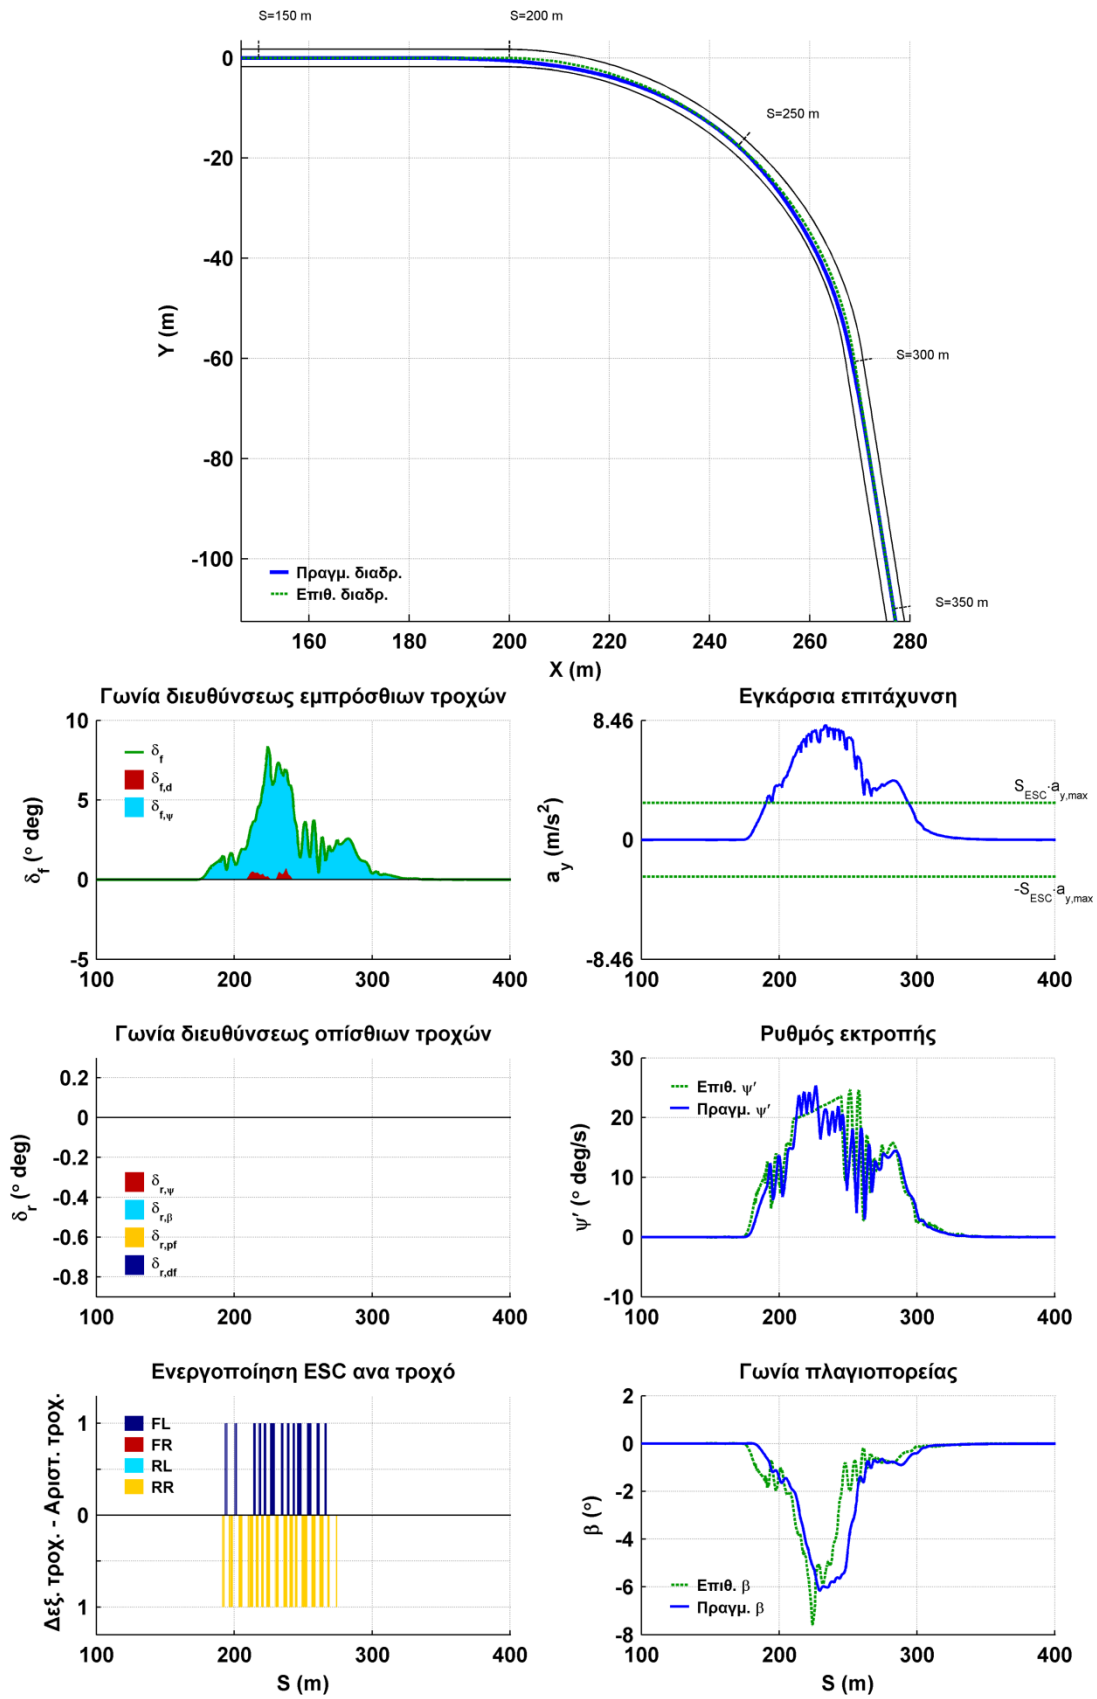 S=150 m
S=200 m
S=250 m
S=300 m
S=350 m
0
-20
-40
-60
-80
-100
Y (m)
Πραγμ. διαδρ.
Επιθ. διαδρ.
160
180
200
220
240
260
280
X (m)
Γωνία διευθύνσεως εμπρόσθιων τροχών
10
5
0
-5
δf (° deg)
δf
δf,d
δf,ψ
100
200
300
400
Εγκάρσια επιτάχυνση
8.46
0
-8.46
ay (m/s²)
SESC·ay,max
-SESC·ay,max
100
200
300
400
Γωνία διευθύνσεως οπίσθιων τροχών
0.2
0
-0.2
-0.4
-0.6
-0.8
δr (° deg)
δr,ψ
δr,β
δr,pf
δr,df
100
200
300
400
Ρυθμός εκτροπής
30
20
10
0
-10
ψ′ (° deg/s)
Επιθ. ψ′
Πραγμ. ψ′
100
200
300
400
Ενεργοποίηση ESC ανα τροχό
1
0
1
Δεξ. τροχ. - Αριστ. τροχ.
FL
FR
RL
RR
100
200
300
400
S (m)
Γωνία πλαγιοπορείας
2
0
-2
-4
-6
-8
β (°)
Επιθ. β
Πραγμ. β
100
200
300
400
S (m)